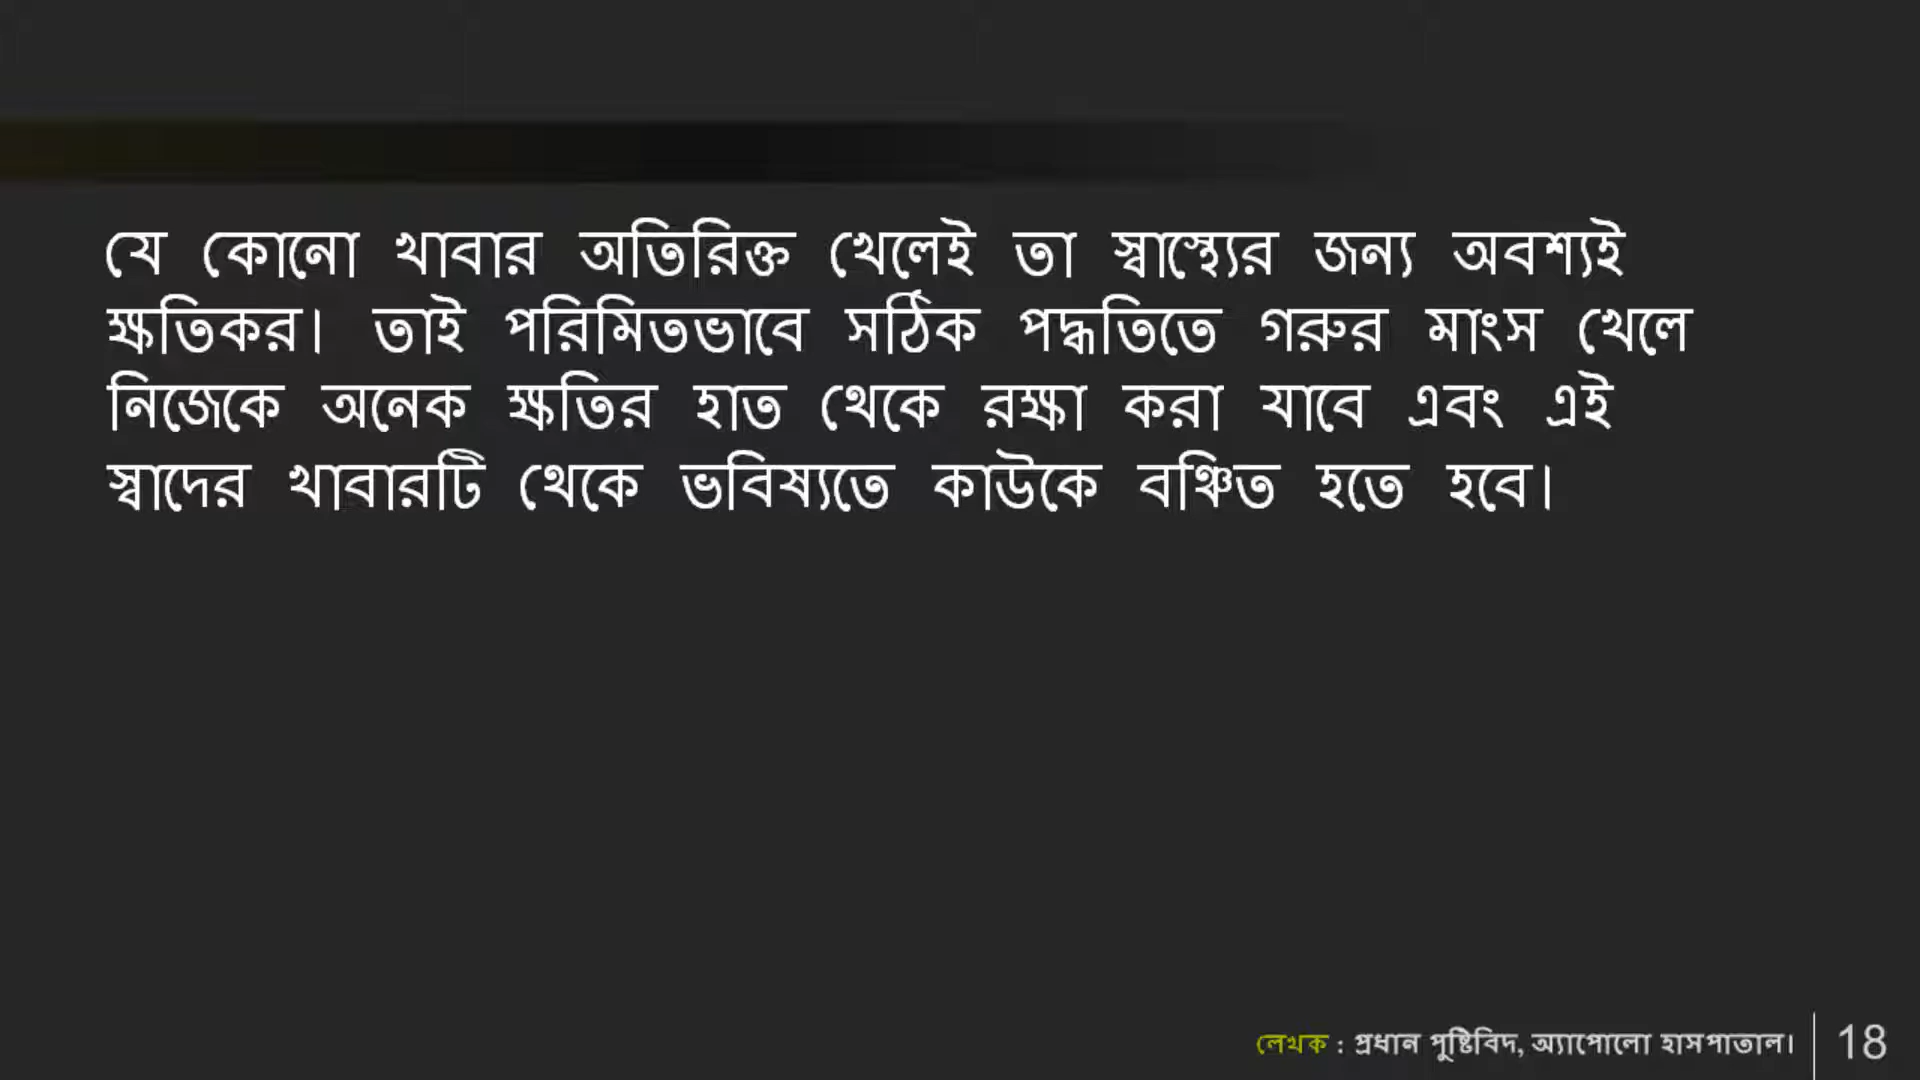 যে কোনো খাবার অতিরিক্ত খেলেই তা স্বাস্থ্যের জন্য অবশ্যই
ক্ষতিকর। তাই পরিমিতভাবে সঠিক পদ্ধতিতে গরুর মাংস খেলে
নিজেকে অনেক ক্ষতির হাত থেকে রক্ষা করা যাবে এবং এই
স্বাদের খাবারটি থেকে ভবিষ্যতে কাউকে বঞ্চিত হতে হবে।
লেখক : প্রধান পুষ্টিবিদ, অ্যাপোলো হাসপাতাল।
18